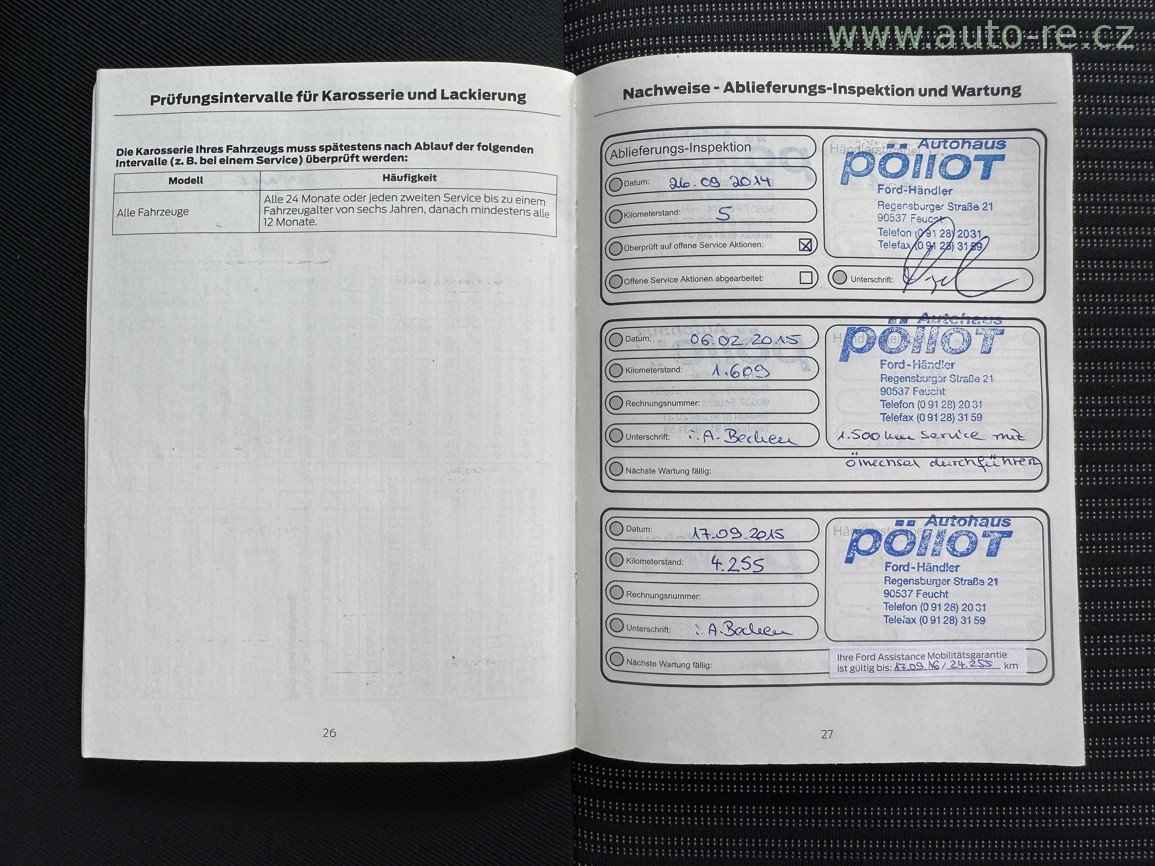 www.auto-re.cz
Prüfungsintervalle für Karosserie und Lackierung
Die Karosserie Ihres Fahrzeugs muss spätestens nach Ablauf der folgenden
Intervalle (z. B. bei einem Service) überprüft werden:
Modell Häufigkeit
Alle Fahrzeuge
Alle 24 Monate oder jeden zweiten Service bis zu einem
Fahrzeugalter von sechs Jahren, danach mindestens alle
12 Monate.
26
Nachweise - Ablieferungs-Inspektion und Wartung
Ablieferungs-Inspektion
Datum: 26.09.2014
Kilometerstand: 5
Überprüft auf offene Service Aktionen:
Offene Service Aktionen abgearbeitet:
Autohaus
pöllot
Ford-Händler
Regensburger Straße 21
90537 Feucht
Telefon (0 91 28) 20 31
Telefax (0 91 28) 31 59
Unterschrift:
Datum: 06.02.2015
Kilometerstand: 1.609
Rechnungsnummer:
Unterschrift: i.A. Becken
Nächste Wartung fällig:
Autohaus
pöllot
Ford-Händler
Regensburger Straße 21
90537 Feucht
Telefon (0 91 28) 20 31
Telefax (0 91 28) 31 59
1.500 km Service mit
Ölwechsel durchführen
Datum: 17.09.2015
Kilometerstand: 4.255
Rechnungsnummer:
Unterschrift: i.A. Becken
Nächste Wartung fällig:
Autohaus
pöllot
Ford-Händler
Regensburger Straße 21
90537 Feucht
Telefon (0 91 28) 20 31
Telefax (0 91 28) 31 59
Ihre Ford Assistance Mobilitätsgarantie
ist gültig bis: 17.09.16/24.255 km
27